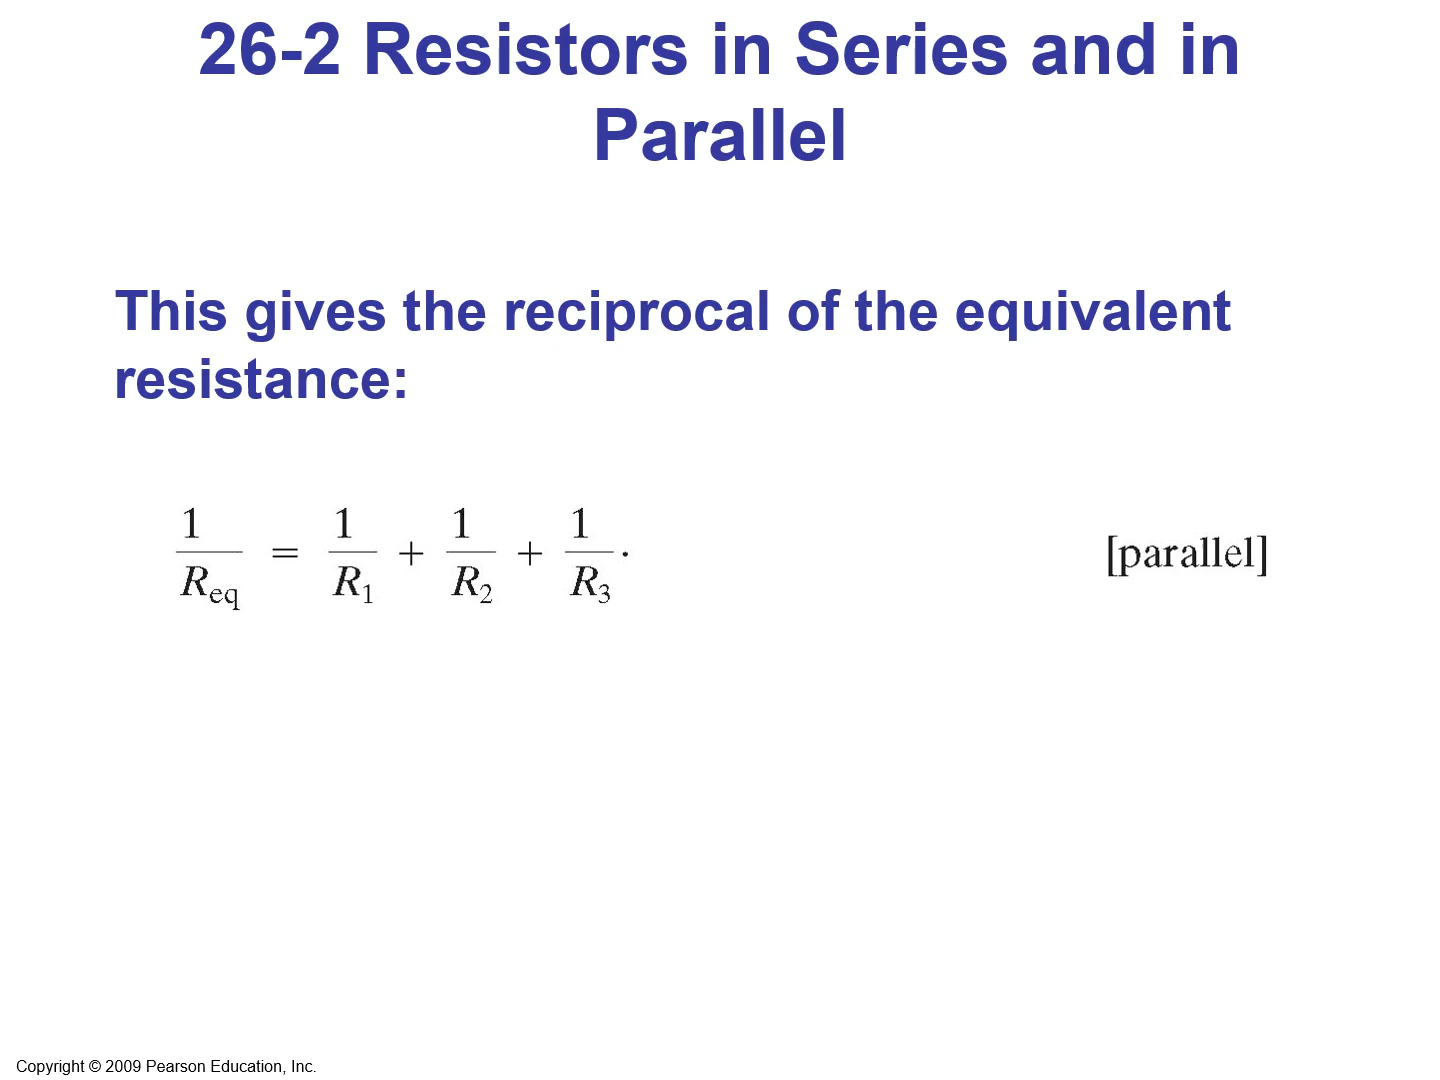 26-2 Resistors in Series and in
Parallel
This gives the reciprocal of the equivalent
resistance:
1/R_eq = 1/R_1 + 1/R_2 + 1/R_3 . [parallel]
Copyright © 2009 Pearson Education, Inc.